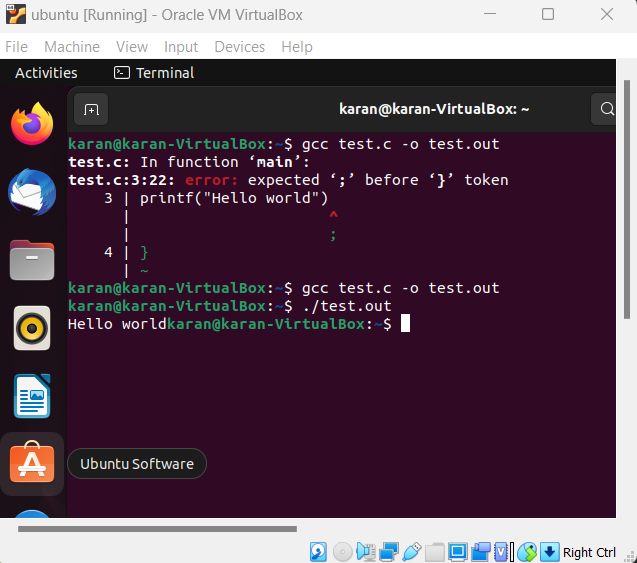 ubuntu [Running] - Oracle VM VirtualBox
File Machine View Input Devices Help
Activities Terminal
karan@karan-VirtualBox: ~
karan@karan-VirtualBox:~$ gcc test.c -o test.out
test.c: In function ‘main’:
test.c:3:22: error: expected ‘;’ before ‘}’ token
3 | printf("Hello world")
| ^
| ;
4 | }
| ~
karan@karan-VirtualBox:~$ gcc test.c -o test.out
karan@karan-VirtualBox:~$ ./test.out
Hello worldkaran@karan-VirtualBox:~$
Ubuntu Software
Right Ctrl